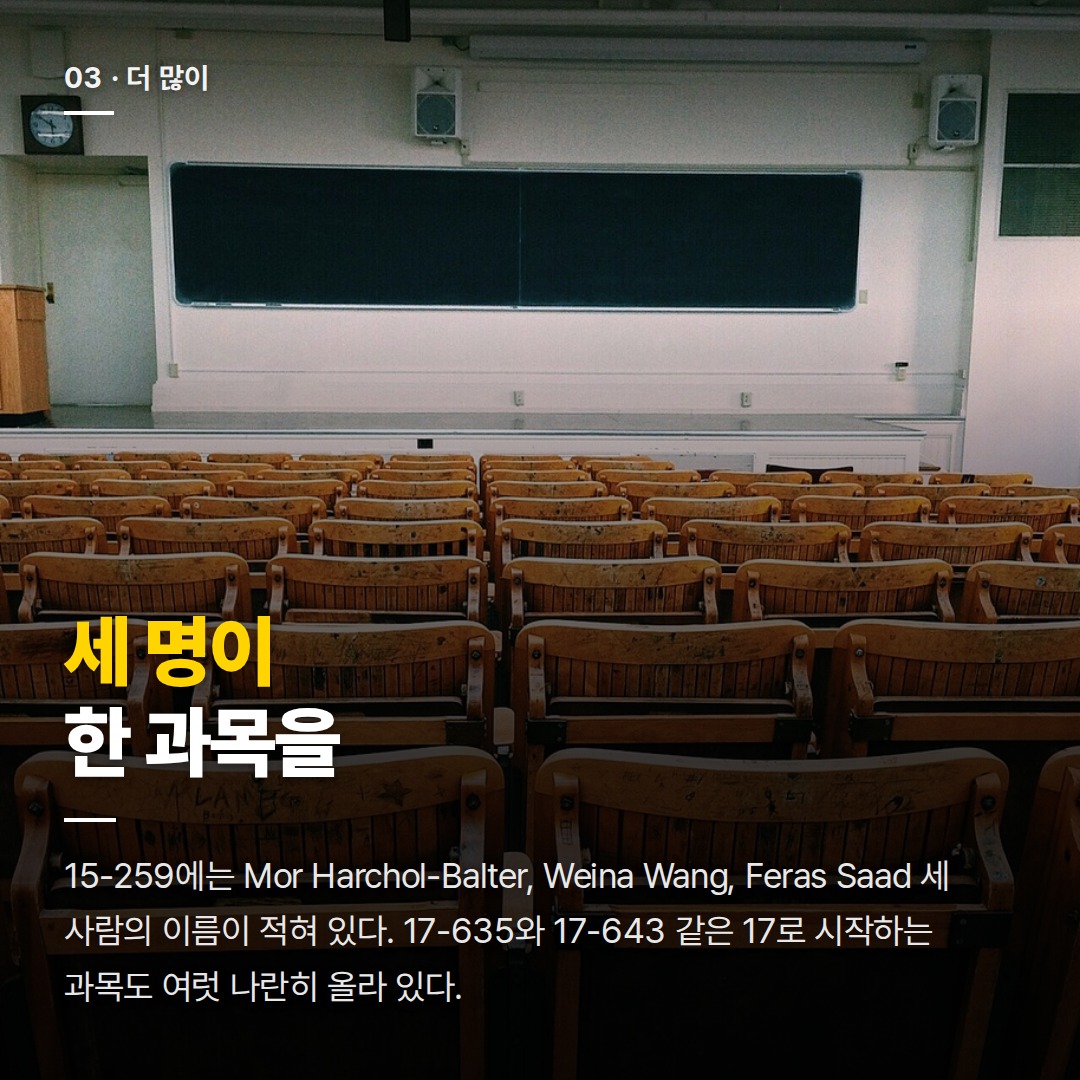 03 · 더 많이
세 명이
한 과목을
15-259에는 Mor Harchol-Balter, Weina Wang, Feras Saad 세
사람의 이름이 적혀 있다. 17-635와 17-643 같은 17로 시작하는
과목도 여럿 나란히 올라 있다.